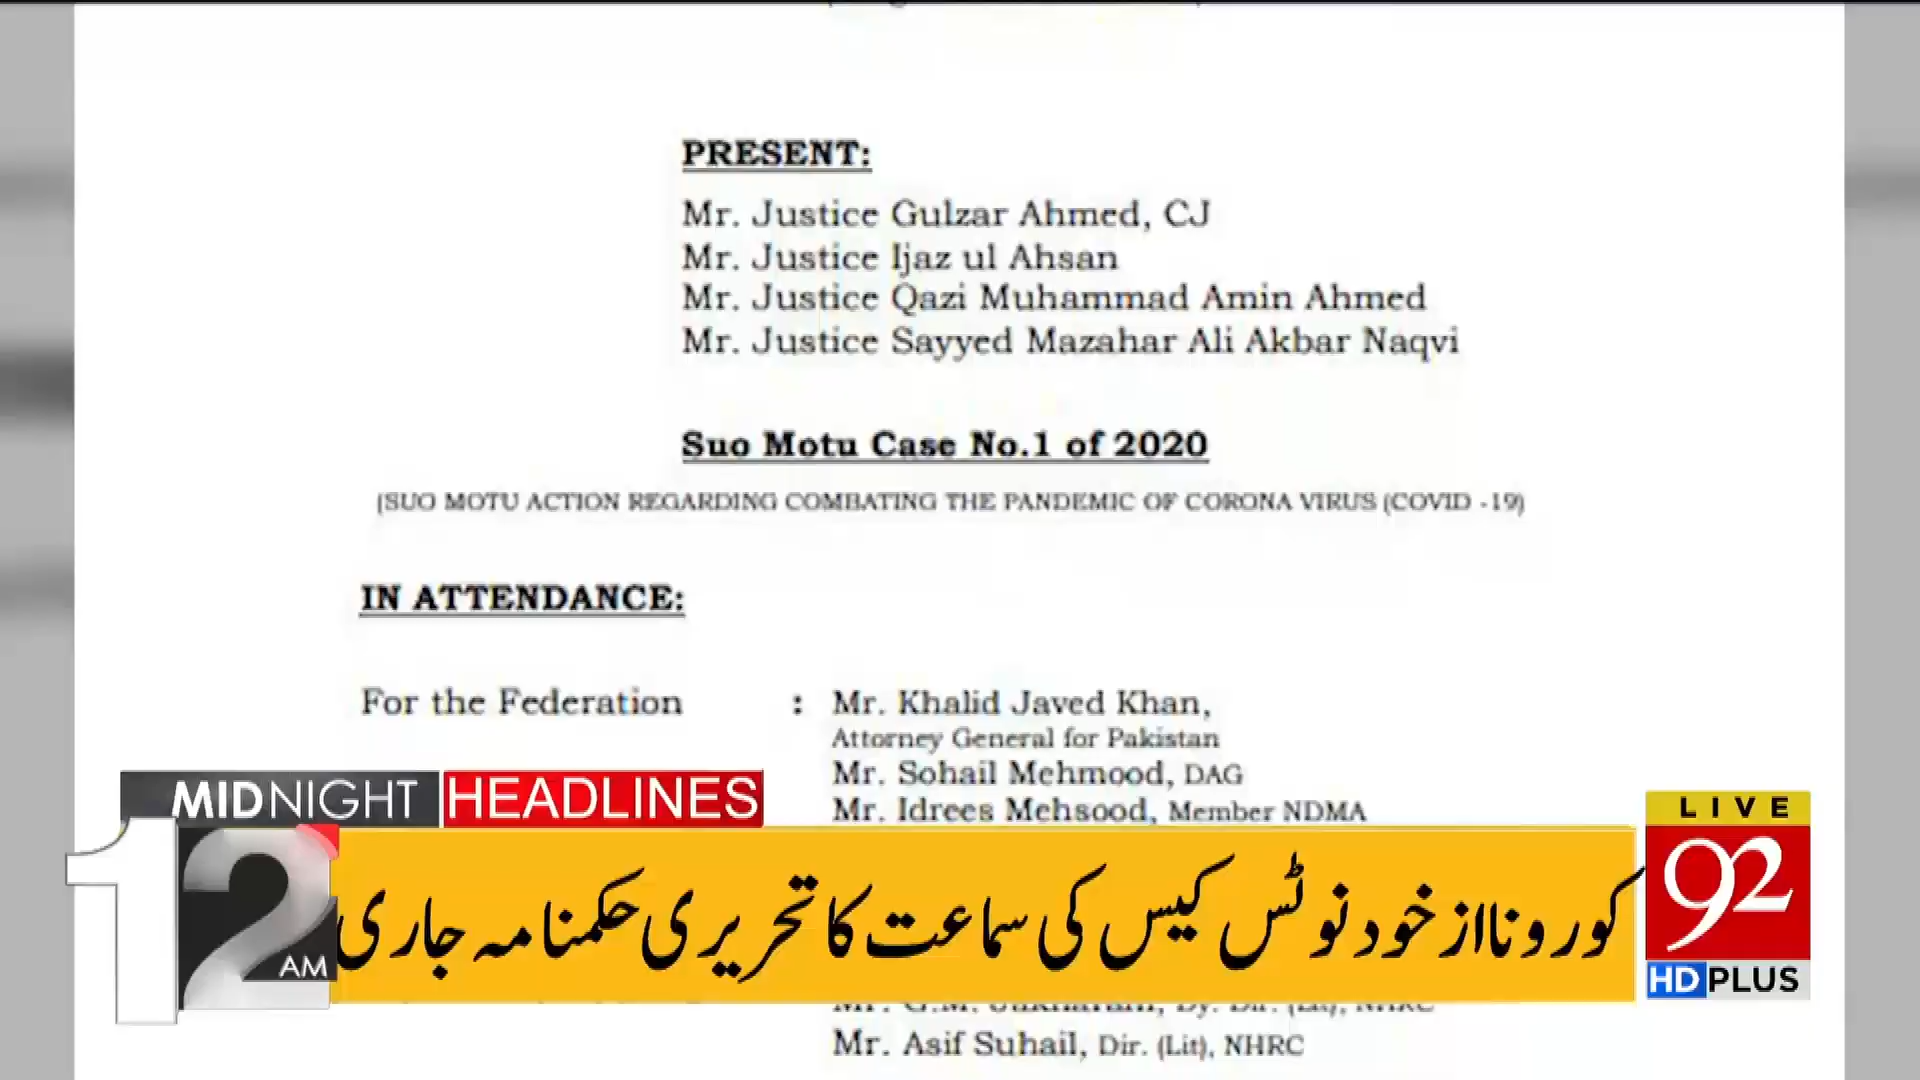 PRESENT:
Mr. Justice Gulzar Ahmed, CJ
Mr. Justice Ijaz ul Ahsan
Mr. Justice Qazi Muhammad Amin Ahmed
Mr. Justice Sayyed Mazahar Ali Akbar Naqvi
Suo Motu Case No.1 of 2020
(SUO MOTU ACTION REGARDING COMBATING THE PANDEMIC OF CORONA VIRUS (COVID -19)
IN ATTENDANCE:
For the Federation : Mr. Khalid Javed Khan,
Attorney General for Pakistan
Mr. Sohail Mehmood, DAG
Mr. Idrees Mehsood, Member NDMA
MIDNIGHT HEADLINES
12 AM
کورونا از خود نوٹس کیس کی سماعت کا تحریری حکمنامہ جاری
LIVE
92
HD PLUS
Mr. Asif Suhail, Dir. (Lit), NHRC